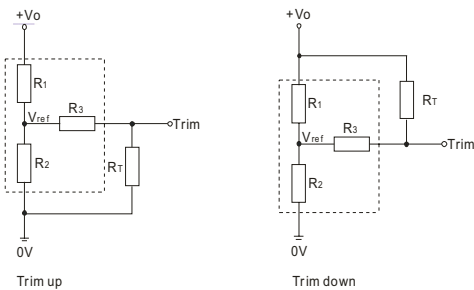 +Vo
R1
Vref
R3
Trim
R2
RT
0V
Trim up
+Vo
R1
RT
Vref
R3
Trim
R2
0V
Trim down